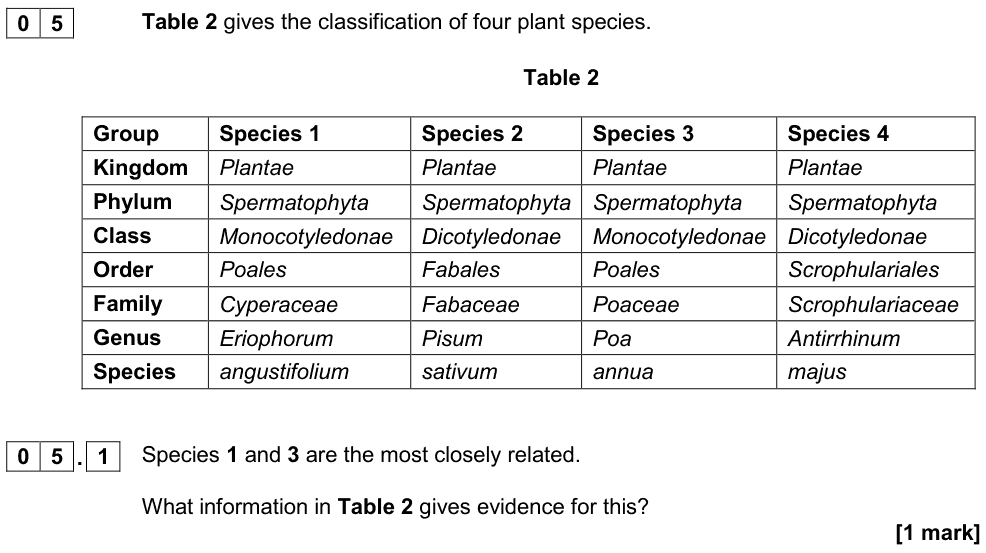 0 5 Table 2 gives the classification of four plant species.
Table 2
Group Species 1 Species 2 Species 3 Species 4
Kingdom Plantae Plantae Plantae Plantae
Phylum Spermatophyta Spermatophyta Spermatophyta Spermatophyta
Class Monocotyledonae Dicotyledonae Monocotyledonae Dicotyledonae
Order Poales Fabales Poales Scrophulariales
Family Cyperaceae Fabaceae Poaceae Scrophulariaceae
Genus Eriophorum Pisum Poa Antirrhinum
Species angustifolium sativum annua majus
0 5 . 1 Species 1 and 3 are the most closely related.
What information in Table 2 gives evidence for this?
[1 mark]